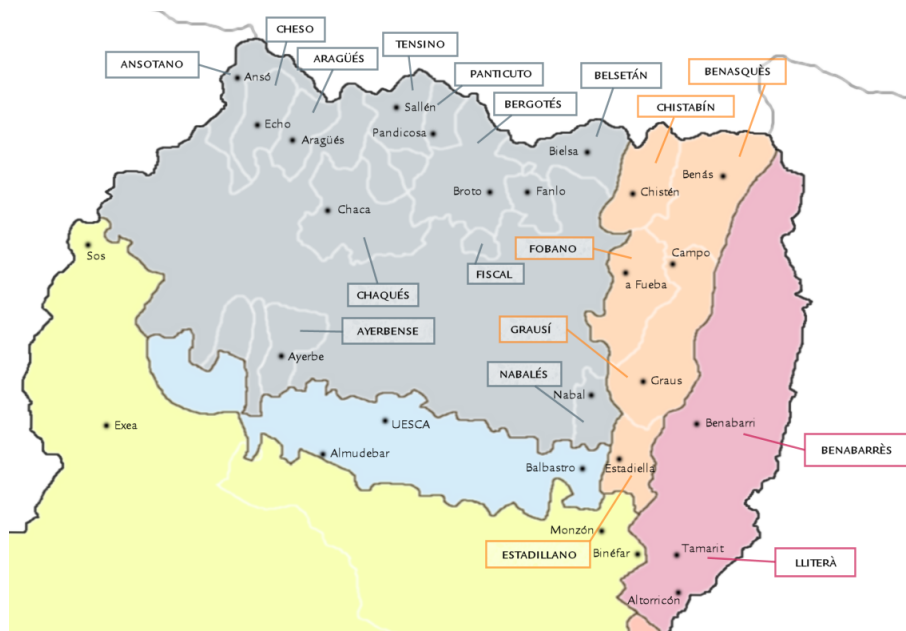 CHESO
TENSINO
ANSOTANO
ARAGÜÉS
PANTICUTO
BELSETÁN
BENASQUÈS
Ansó
BERGOTÉS
CHISTABÍN
Sallén
Echo
Pandicosa
Aragüés
Bielsa
Benás
Broto
Fanlo
Chistén
Chaca
Sos
FOBANO
Campo
FISCAL
a Fueba
CHAQUÉS
AYERBENSE
GRAUSÍ
Ayerbe
NABALÉS
Graus
Nabal
Exea
UESCA
Benabarri
BENABARRÈS
Almudebar
Balbastro
Estadiella
Monzón
ESTADILLANO
Binéfar
Tamarit
LLITERÀ
Altorricón